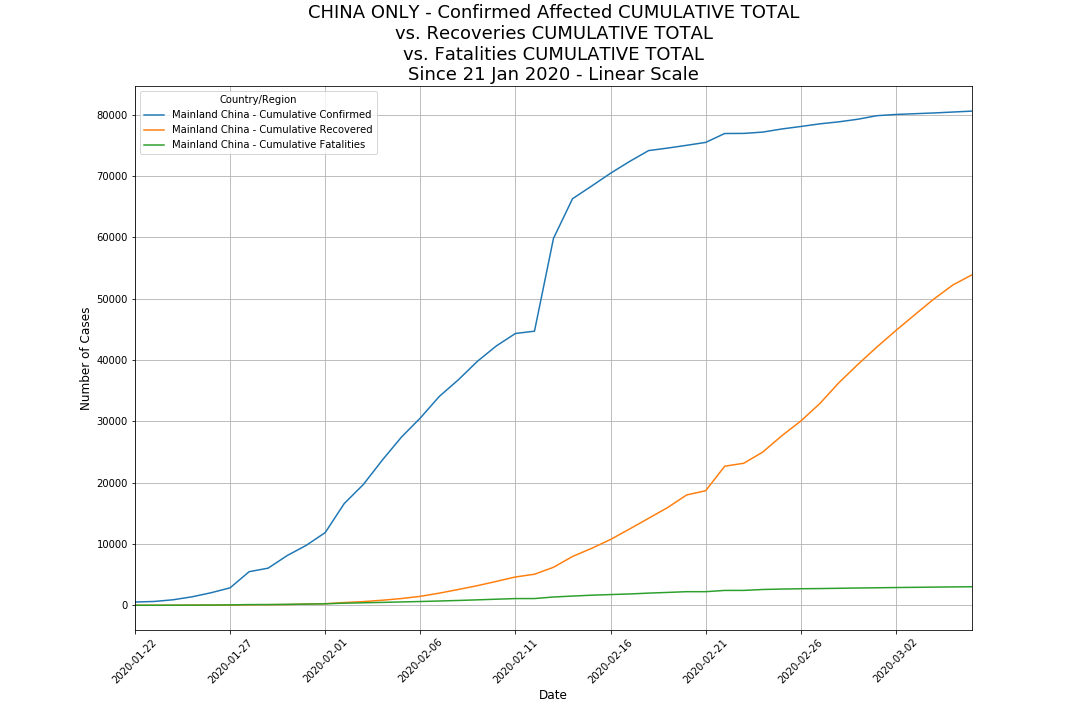 CHINA ONLY - Confirmed Affected CUMULATIVE TOTAL
vs. Recoveries CUMULATIVE TOTAL
vs. Fatalities CUMULATIVE TOTAL
Since 21 Jan 2020 - Linear Scale
Country/Region
Mainland China - Cumulative Confirmed
Mainland China - Cumulative Recovered
Mainland China - Cumulative Fatalities
Number of Cases
80000
70000
60000
50000
40000
30000
20000
10000
0
2020-01-22
2020-01-27
2020-02-01
2020-02-06
2020-02-11
2020-02-16
2020-02-21
2020-02-26
2020-03-02
Date